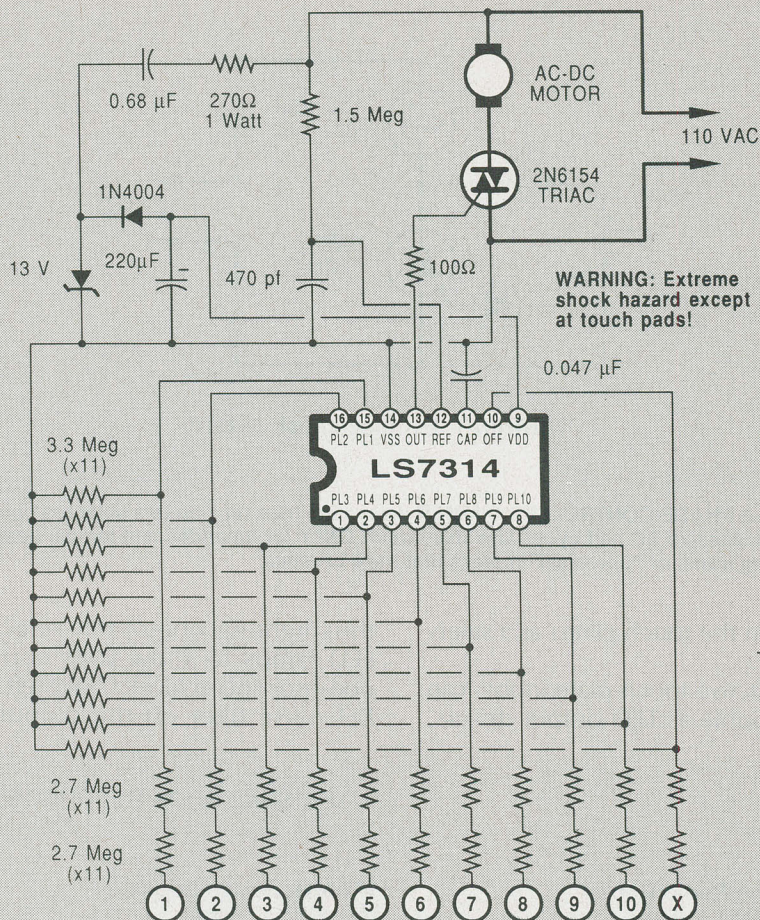 AC-DC
MOTOR
0.68 µF
270Ω
1 Watt
1.5 Meg
110 VAC
2N6154
TRIAC
1N4004
13 V
220µF
470 pf
100Ω
WARNING: Extreme
shock hazard except
at touch pads!
0.047 µF
16 15 14 13 12 11 10 9
PL2 PL1 VSS OUT REF CAP OFF VDD
3.3 Meg
(x11)
LS7314
PL3 PL4 PL5 PL6 PL7 PL8 PL9 PL10
1 2 3 4 5 6 7 8
2.7 Meg
(x11)
2.7 Meg
(x11)
1 2 3 4 5 6 7 8 9 10 X